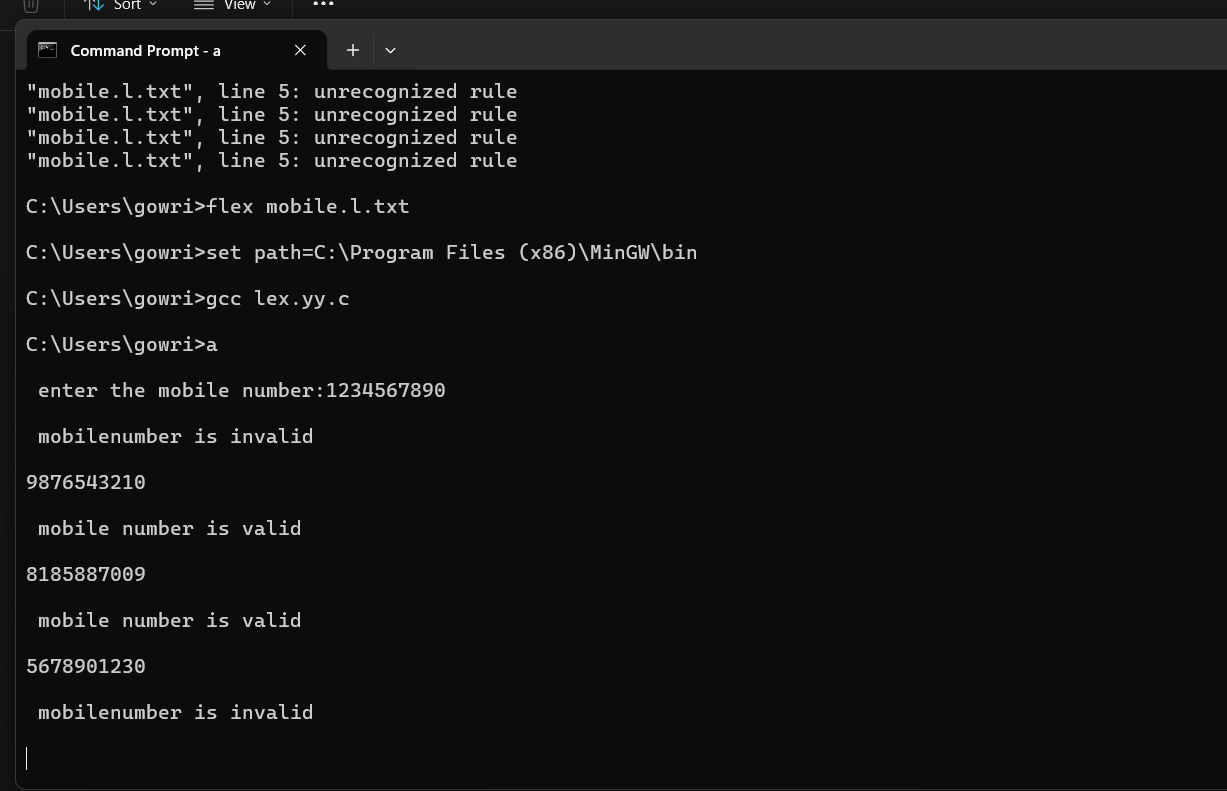 Sort
View
Command Prompt - a
"mobile.l.txt", line 5: unrecognized rule
"mobile.l.txt", line 5: unrecognized rule
"mobile.l.txt", line 5: unrecognized rule
"mobile.l.txt", line 5: unrecognized rule
C:\Users\gowri>flex mobile.l.txt
C:\Users\gowri>set path=C:\Program Files (x86)\MinGW\bin
C:\Users\gowri>gcc lex.yy.c
C:\Users\gowri>a
enter the mobile number:1234567890
mobilenumber is invalid
9876543210
mobile number is valid
8185887009
mobile number is valid
5678901230
mobilenumber is invalid